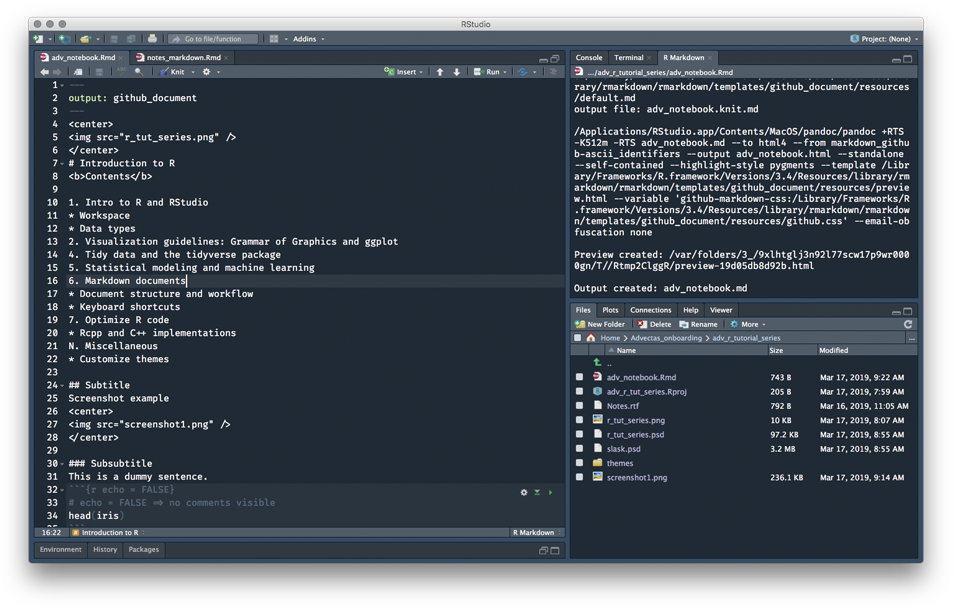 RStudio
Go to file/function
Addins
Project: (None)
adv_notebook.Rmd
notes_markdown.Rmd
Knit
Insert
Run
1 ---
2 output: github_document
3 ---
4 <center>
5 <img src="r_tut_series.png" />
6 </center>
7 # Introduction to R
8 <b>Contents</b>
9
10 1. Intro to R and RStudio
11 * Workspace
12 * Data types
13 2. Visualization guidelines: Grammar of Graphics and ggplot
14 4. Tidy data and the tidyverse package
15 5. Statistical modeling and machine learning
16 6. Markdown documents
17 * Document structure and workflow
18 * Keyboard shortcuts
19 7. Optimize R code
20 * Rcpp and C++ implementations
21 N. Miscellaneous
22 * Customize themes
23
24 ## Subtitle
25 Screenshot example
26 <center>
27 <img src="screenshot1.png" />
28 </center>
29
30 ### Subsubtitle
31 This is a dummy sentence.
32 ```{r echo = FALSE}
33 # echo = FALSE => no comments visible
34 head(iris)
16:22
# Introduction to R
R Markdown
Environment
History
Packages
Console
Terminal
R Markdown
.../adv_r_tutorial_series/adv_notebook.Rmd
rary/rmarkdown/rmarkdown/templates/github_document/resources
/default.md
output file: adv_notebook.knit.md
/Applications/RStudio.app/Contents/MacOS/pandoc/pandoc +RTS
-K512m -RTS adv_notebook.md --to html4 --from markdown_githu
b-ascii_identifiers --output adv_notebook.html --standalone
--self-contained --highlight-style pygments --template /Libr
ary/Frameworks/R.framework/Versions/3.4/Resources/library/rm
arkdown/rmarkdown/templates/github_document/resources/previe
w.html --variable 'github-markdown-css:/Library/Frameworks/R
.framework/Versions/3.4/Resources/library/rmarkdown/rmarkdow
n/templates/github_document/resources/github.css' --email-ob
fuscation none
Preview created: /var/folders/3_/9xlhtglj3n92l77scw17p9wr000
0gn/T//Rtmp2ClggR/preview-19d05db8d92b.html
Output created: adv_notebook.md
Files
Plots
Connections
Help
Viewer
New Folder
Delete
Rename
More
Home > Advectas_onboarding > adv_r_tutorial_series
Name Size Modified
..
adv_notebook.Rmd 743 B Mar 17, 2019, 9:22 AM
adv_r_tut_series.Rproj 205 B Mar 17, 2019, 7:59 AM
Notes.rtf 792 B Mar 16, 2019, 11:05 AM
r_tut_series.png 10 KB Mar 17, 2019, 8:07 AM
r_tut_series.psd 97.2 KB Mar 17, 2019, 8:55 AM
slask.psd 3.2 MB Mar 17, 2019, 8:55 AM
themes
screenshot1.png 236.1 KB Mar 17, 2019, 9:14 AM